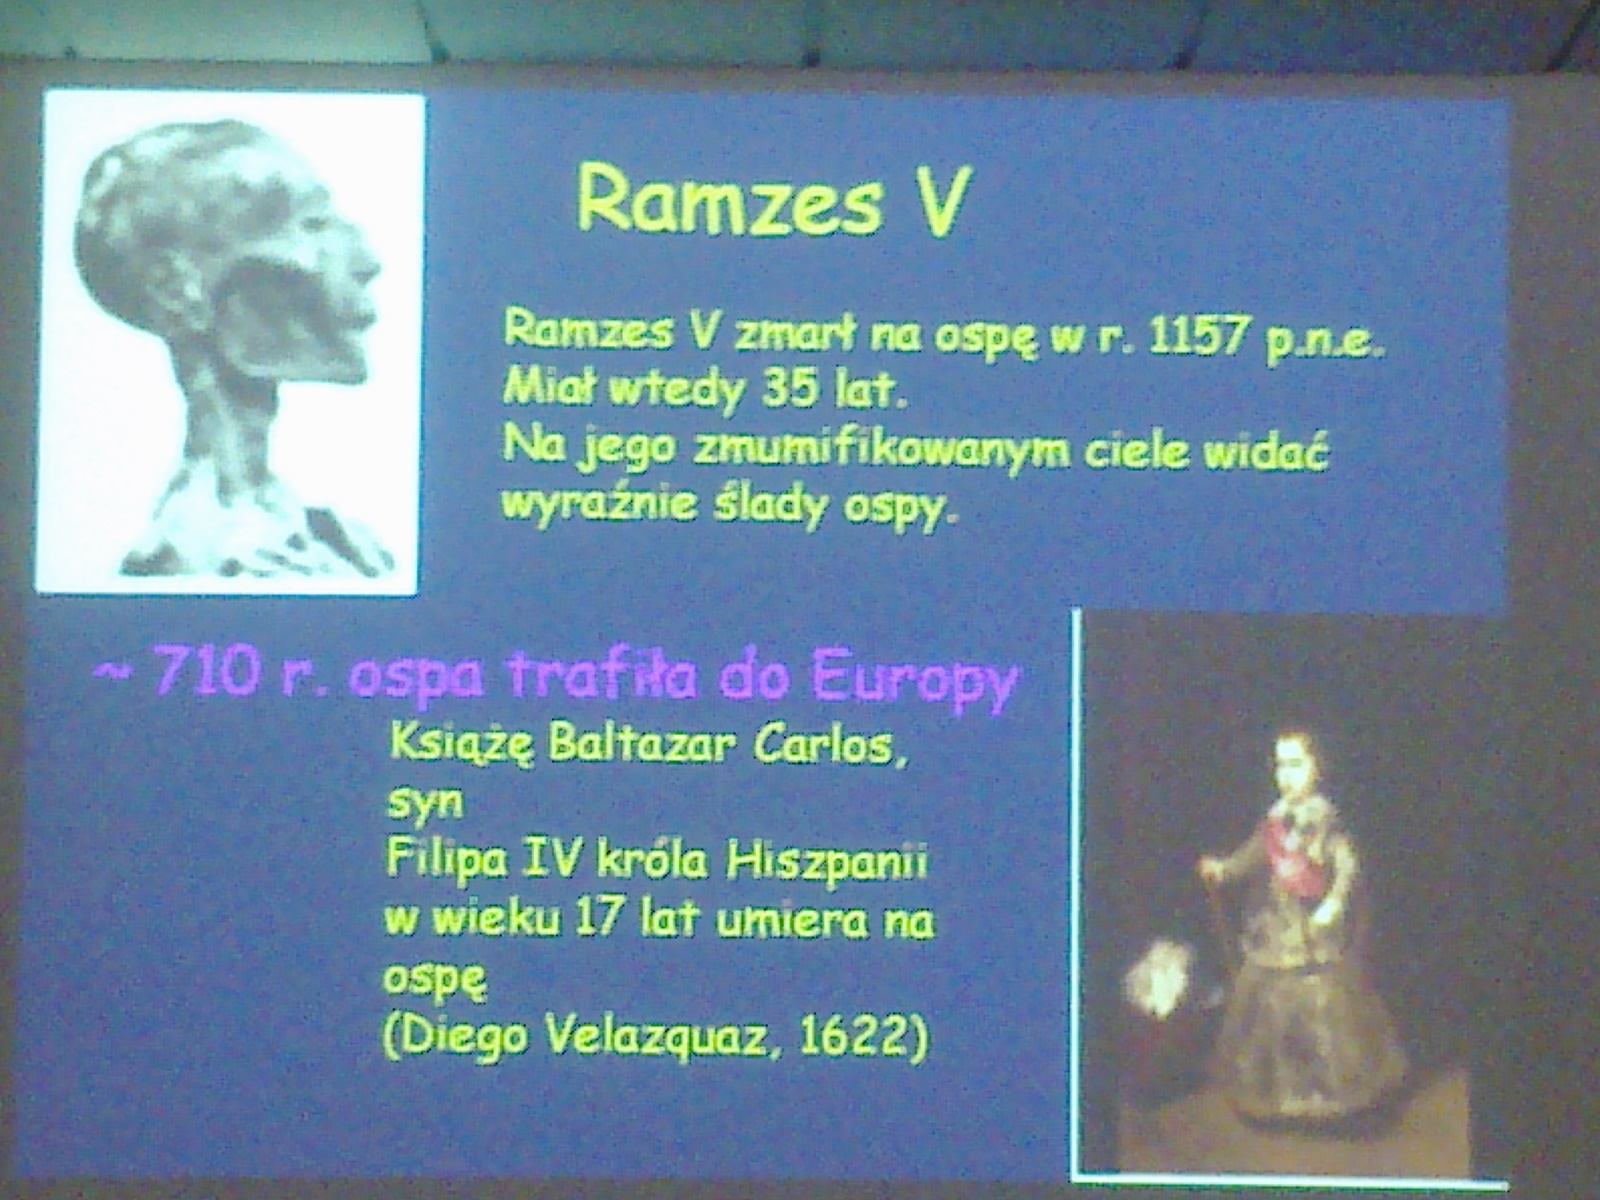 Ramzes V
Ramzes V zmarł na ospę w r. 1157 p.n.e.
Miał wtedy 35 lat.
Na jego zmumifikowanym ciele widać
wyraźnie ślady ospy.
~ 710 r. ospa trafiła do Europy
Książę Baltazar Carlos,
syn
Filipa IV króla Hiszpanii
w wieku 17 lat umiera na
ospę
(Diego Velazquaz, 1622)